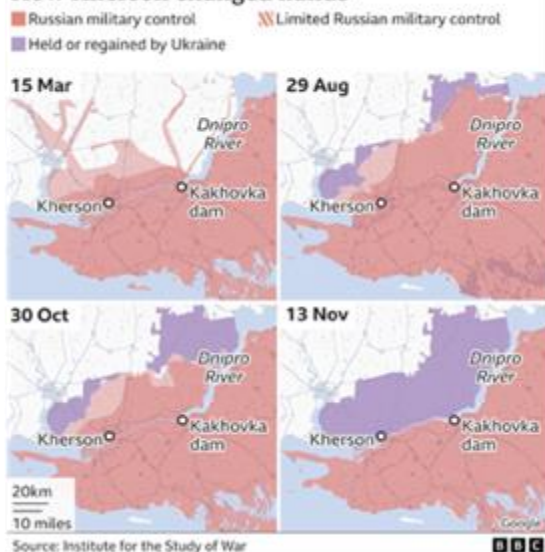 Russian military control
Limited Russian military control
Held or regained by Ukraine
15 Mar
Dnipro
River
Kherson
Kakhovka
dam
29 Aug
Dnipro
River
Kherson
Kakhovka
dam
30 Oct
Dnipro
River
Kherson
Kakhovka
dam
20km
10 miles
13 Nov
Dnipro
River
Kherson
Kakhovka
dam
Google
Source: Institute for the Study of War
BBC